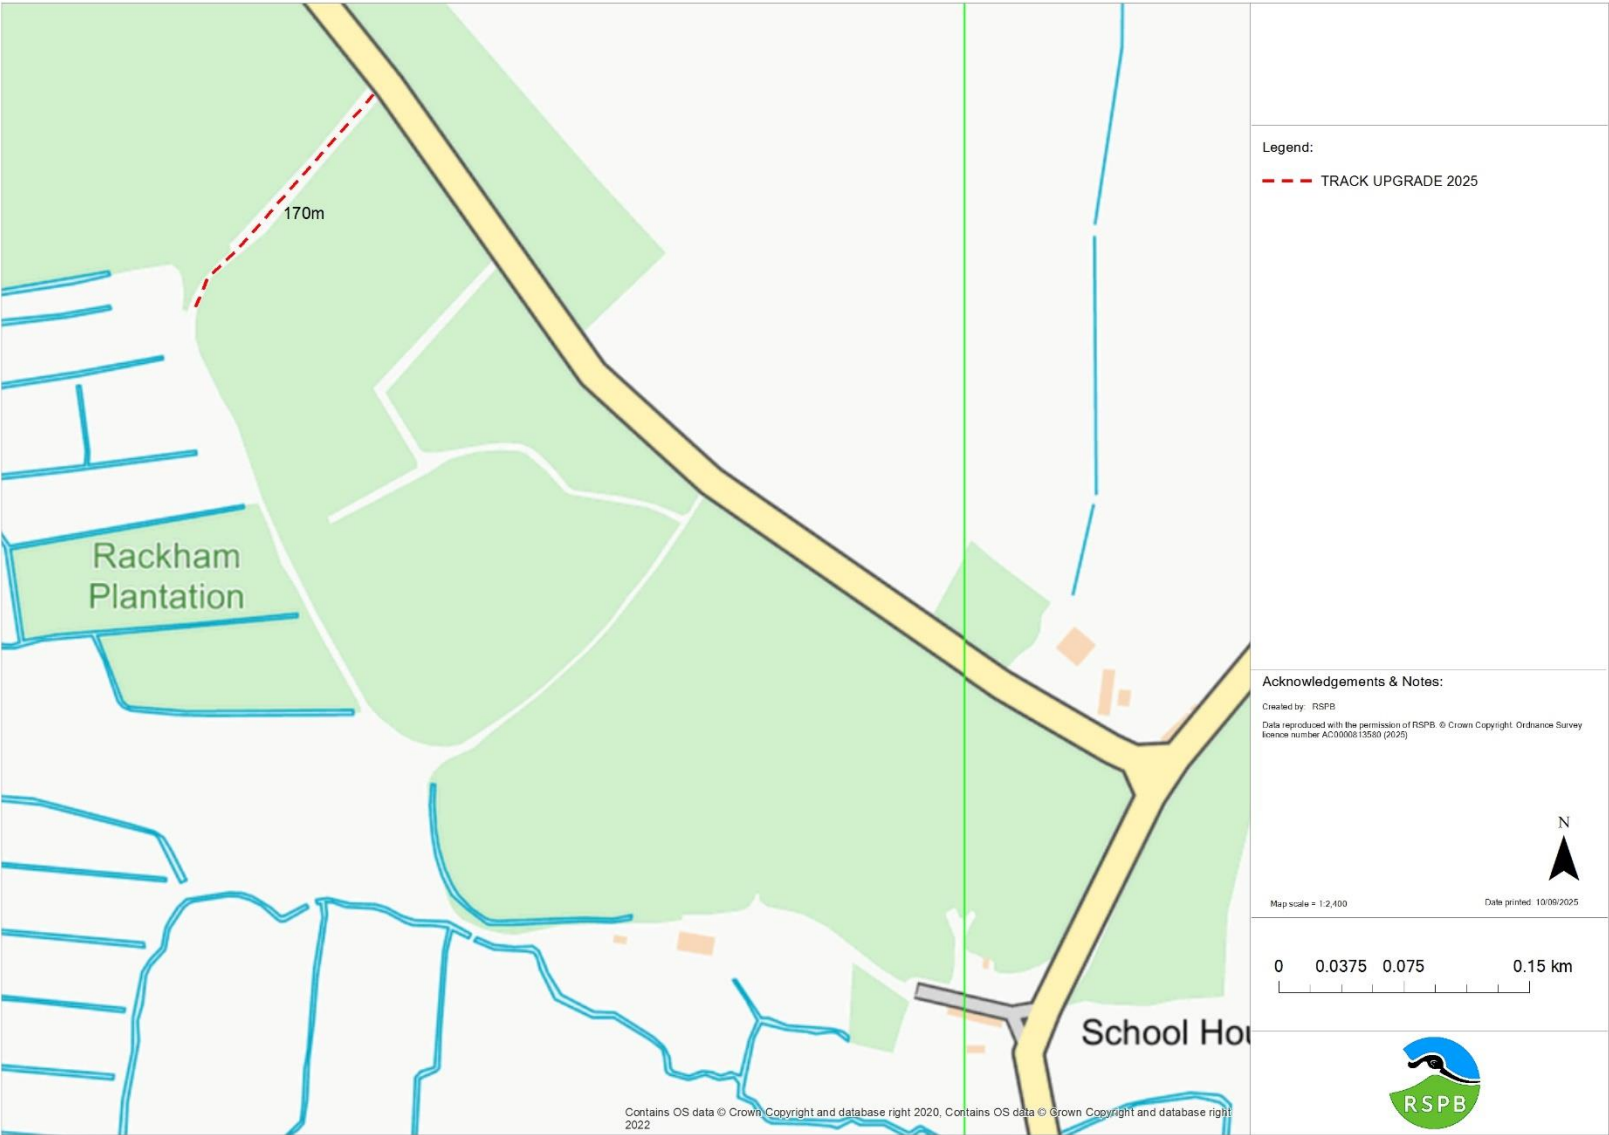 170m
Rackham
Plantation
School Hou
Contains OS data © Crown Copyright and database right 2020, Contains OS data © Crown Copyright and database right
2022
Legend:
TRACK UPGRADE 2025
Acknowledgements & Notes:
Created by: RSPB
Data reproduced with the permission of RSPB. © Crown Copyright. Ordnance Survey
licence number AC0000813580 (2025)
N
Map scale = 1:2,400
Date printed: 10/09/2025
0 0.0375 0.075 0.15 km
RSPB